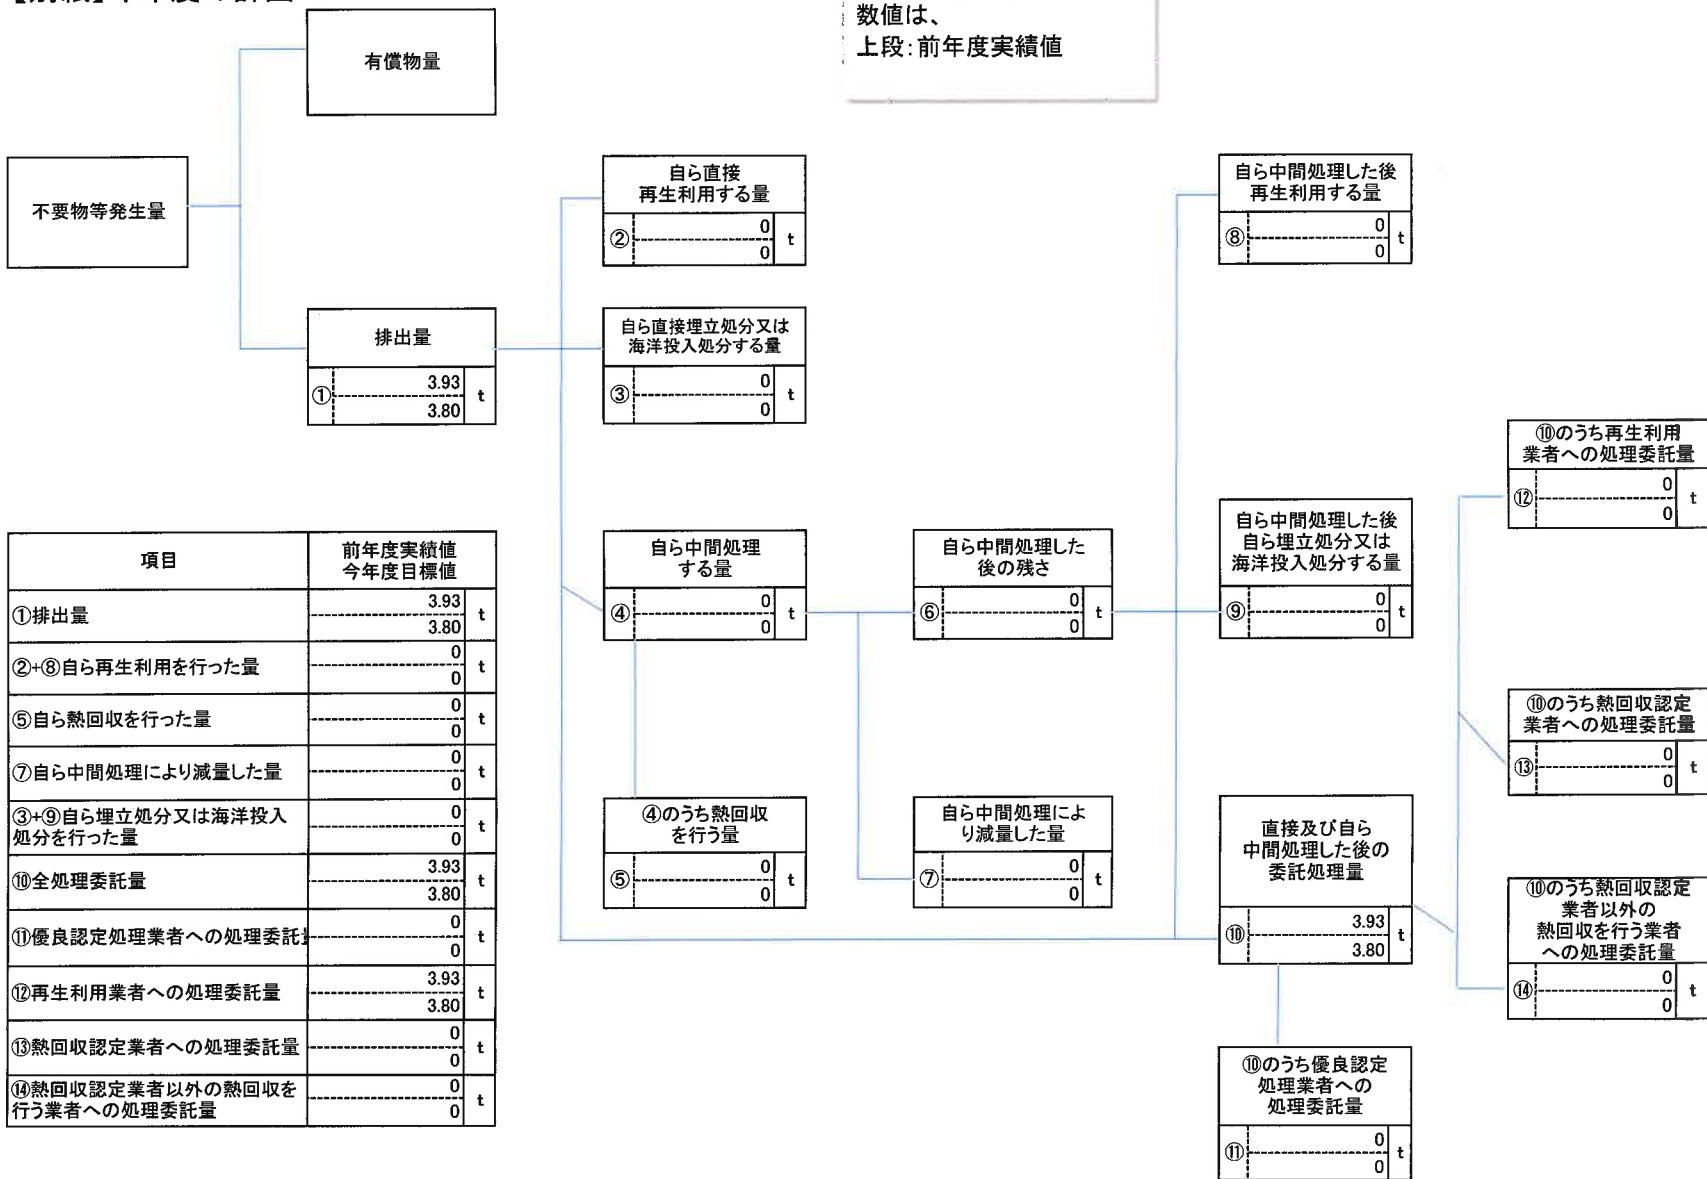 数値は、
上段:前年度実績値
有償物量
不要物等発生量
排出量
① 3.93 t
3.80
自ら直接
再生利用する量
② 0 t
0
自ら直接埋立処分又は
海洋投入処分する量
③ 0 t
0
自ら中間処理
する量
④ 0 t
0
④のうち熱回収
を行う量
⑤ 0 t
0
自ら中間処理した
後の残さ
⑥ 0 t
0
自ら中間処理によ
り減量した量
⑦ 0 t
0
自ら中間処理した後
再生利用する量
⑧ 0 t
0
自ら中間処理した後
自ら埋立処分又は
海洋投入処分する量
⑨ 0 t
0
直接及び自ら
中間処理した後の
委託処理量
⑩ 3.93 t
3.80
⑩のうち優良認定
処理業者への
処理委託量
⑪ 0 t
0
⑩のうち再生利用
業者への処理委託量
⑫ 0 t
0
⑩のうち熱回収認定
業者への処理委託量
⑬ 0 t
0
⑩のうち熱回収認定
業者以外の
熱回収を行う業者
への処理委託量
⑭ 0 t
0
項目 前年度実績値
今年度目標値
①排出量 3.93 t
3.80
②+⑧自ら再生利用を行った量 0 t
0
⑤自ら熱回収を行った量 0 t
0
⑦自ら中間処理により減量した量 0 t
0
③+⑨自ら埋立処分又は海洋投入 0 t
処分を行った量 0
⑩全処理委託量 3.93 t
3.80
⑪優良認定処理業者への処理委託 0 t
0
⑫再生利用業者への処理委託量 3.93 t
3.80
⑬熱回収認定業者への処理委託量 0 t
0
⑭熱回収認定業者以外の熱回収を 0 t
行う業者への処理委託量 0